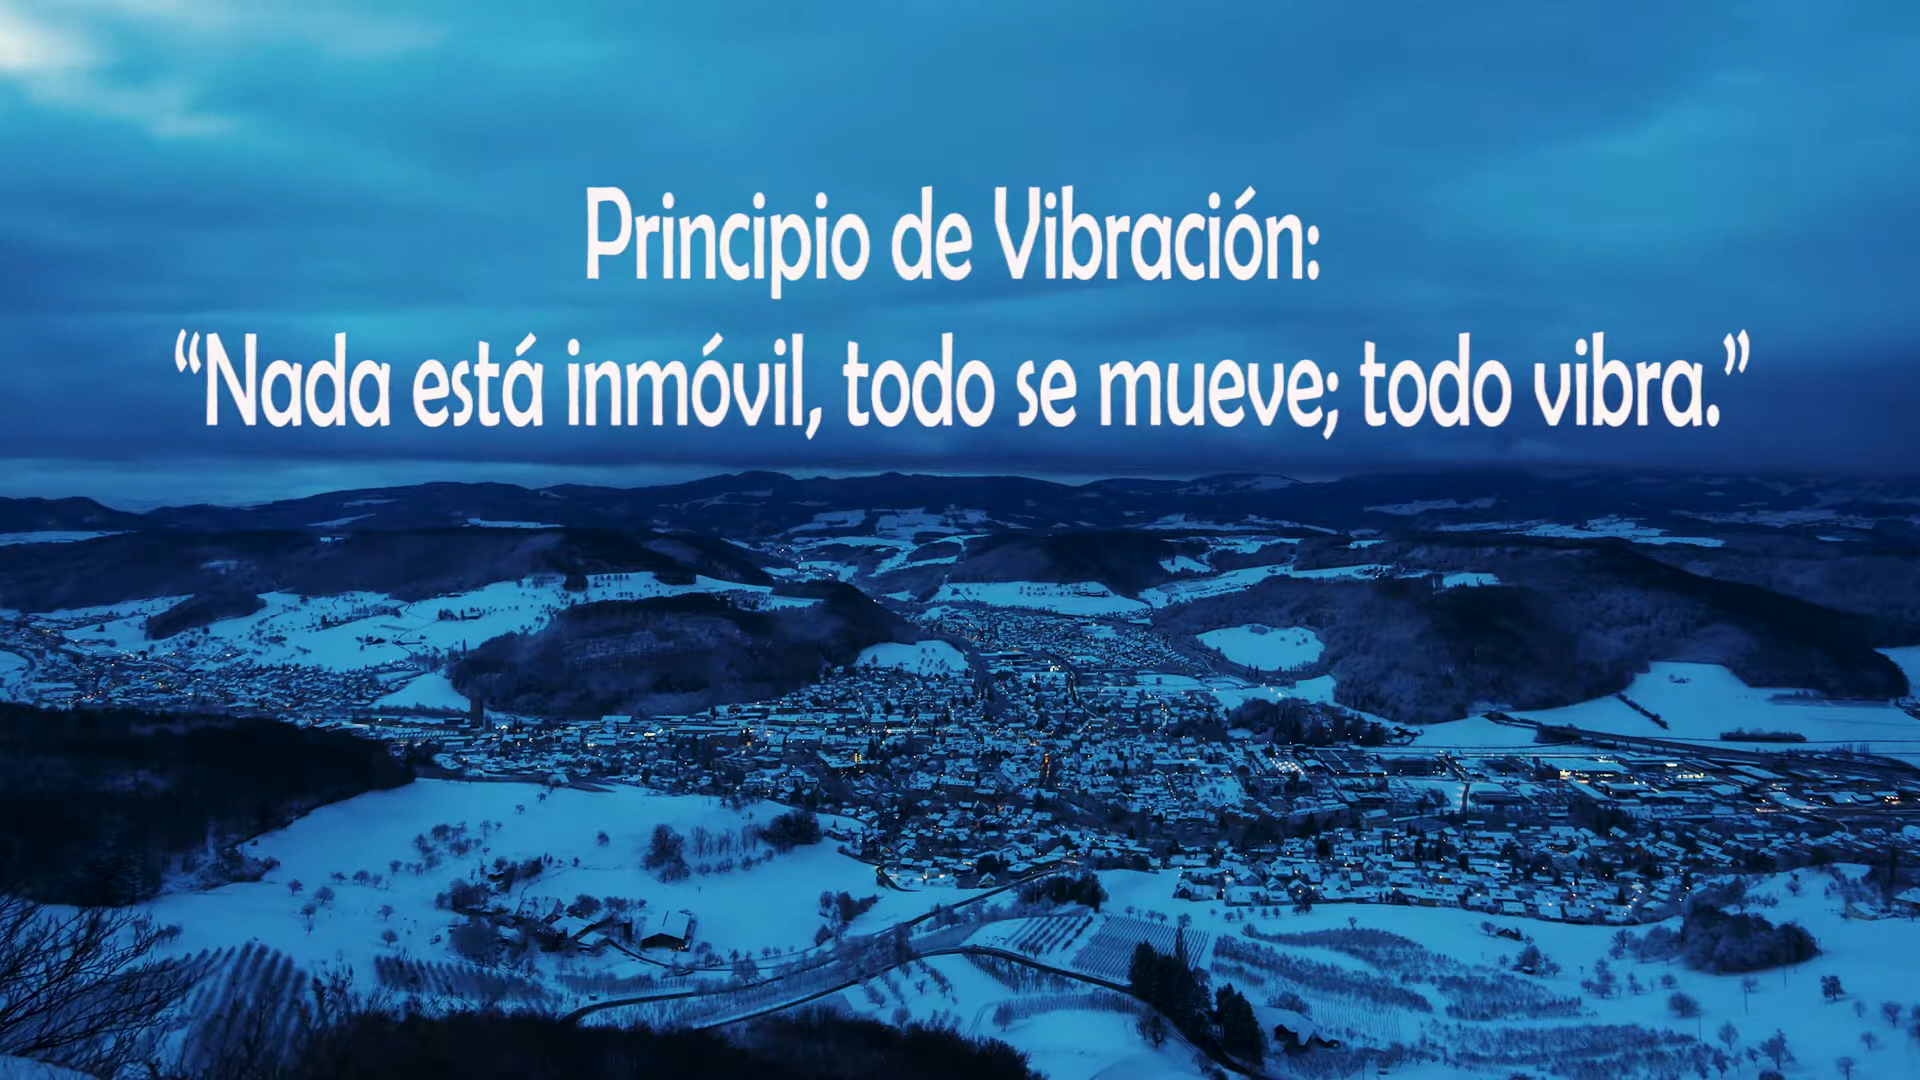 Principio de Vibración:
“Nada está inmóvil, todo se mueve; todo vibra.”